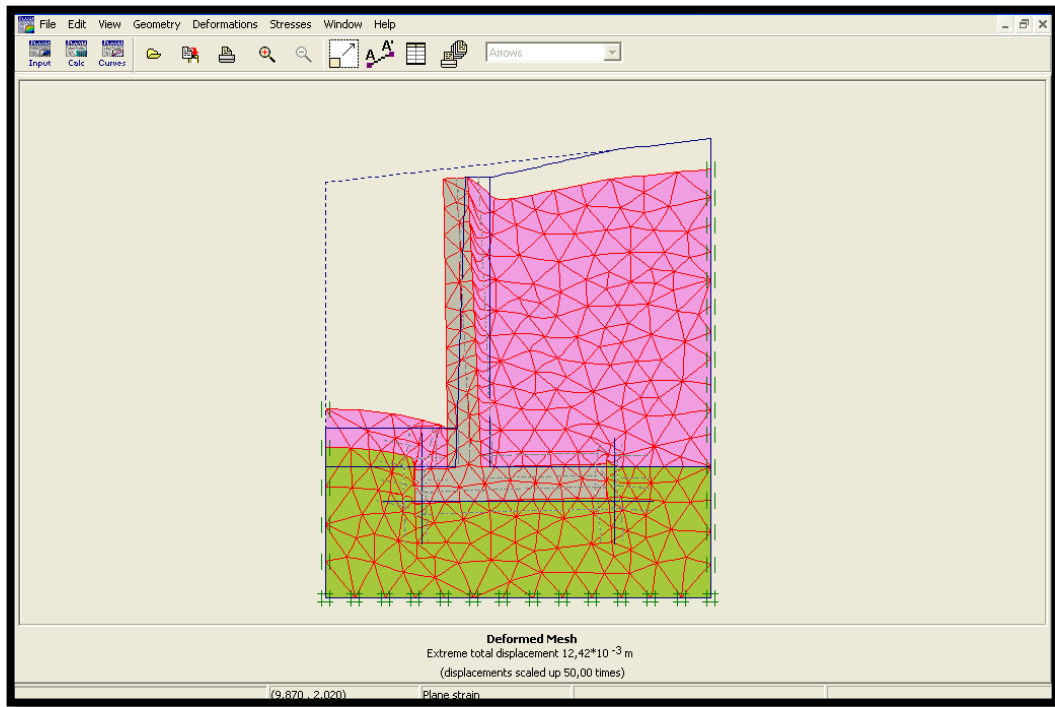 File Edit View Geometry Deformations Stresses Window Help
Input Calc Curves A A' Arrows
Deformed Mesh
Extreme total displacement 12,42*10 -3 m
(displacements scaled up 50,00 times)
(9.870 , 2.020) Plane strain